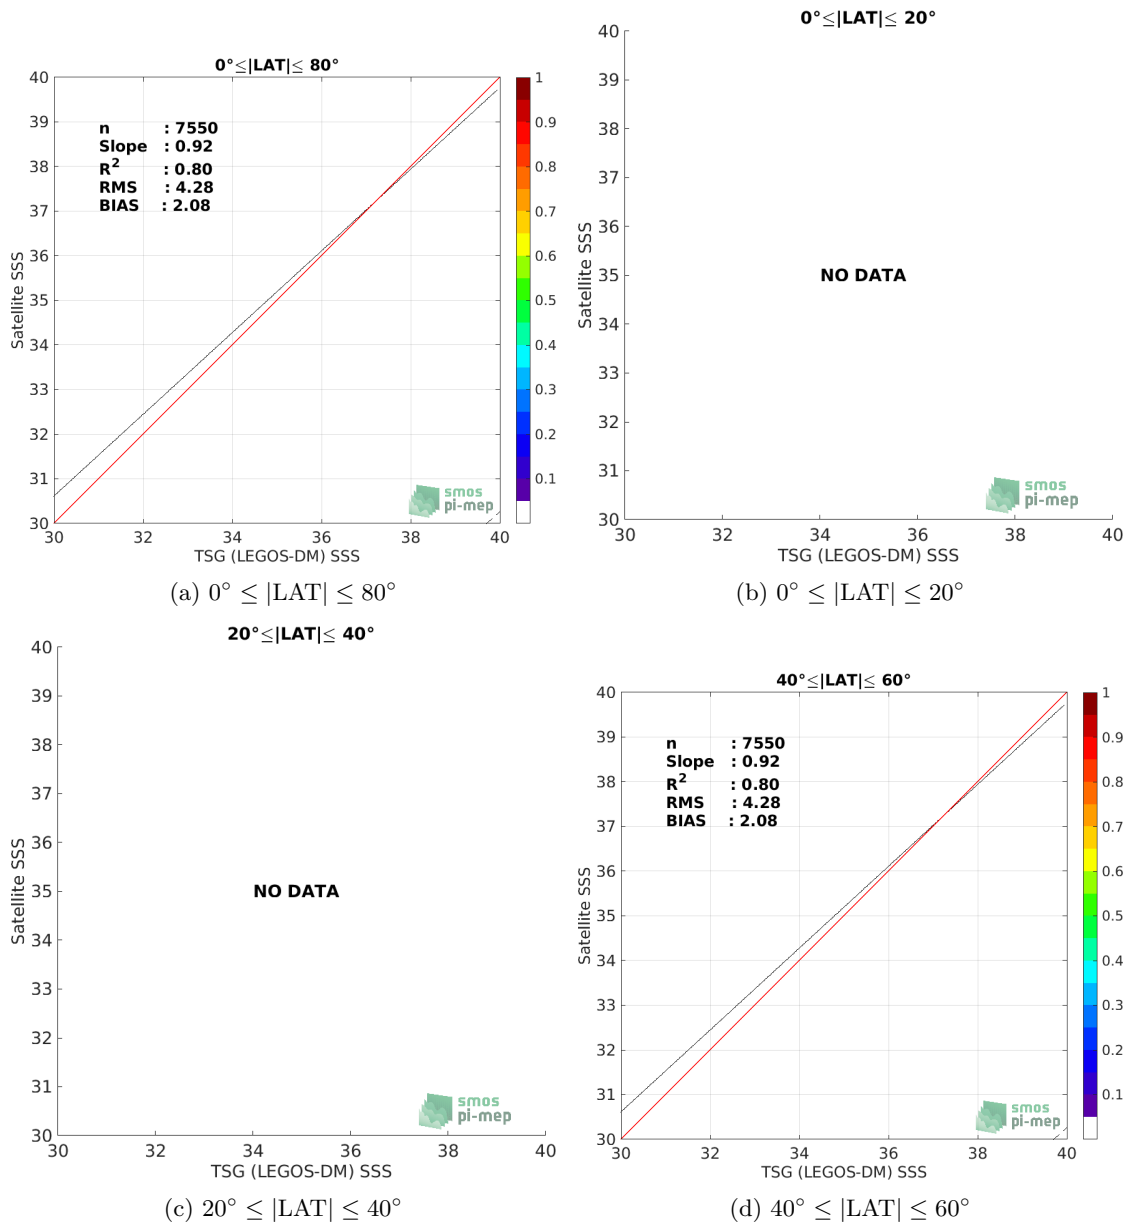 0°≤|LAT|≤ 80°
40
39
38
37
36
35
34
33
32
31
30
Satellite SSS
n : 7550
Slope : 0.92
R² : 0.80
RMS : 4.28
BIAS : 2.08
smos
pi-mep
30 32 34 36 38 40
TSG (LEGOS-DM) SSS
1
0.9
0.8
0.7
0.6
0.5
0.4
0.3
0.2
0.1
(a) 0° ≤ |LAT| ≤ 80°
0°≤|LAT|≤ 20°
40
39
38
37
36
35
34
33
32
31
30
Satellite SSS
NO DATA
smos
pi-mep
30 32 34 36 38 40
TSG (LEGOS-DM) SSS
(b) 0° ≤ |LAT| ≤ 20°
20°≤|LAT|≤ 40°
40
39
38
37
36
35
34
33
32
31
30
Satellite SSS
NO DATA
smos
pi-mep
30 32 34 36 38 40
TSG (LEGOS-DM) SSS
(c) 20° ≤ |LAT| ≤ 40°
40°≤|LAT|≤ 60°
40
39
38
37
36
35
34
33
32
31
30
Satellite SSS
n : 7550
Slope : 0.92
R² : 0.80
RMS : 4.28
BIAS : 2.08
smos
pi-mep
30 32 34 36 38 40
TSG (LEGOS-DM) SSS
1
0.9
0.8
0.7
0.6
0.5
0.4
0.3
0.2
0.1
(d) 40° ≤ |LAT| ≤ 60°